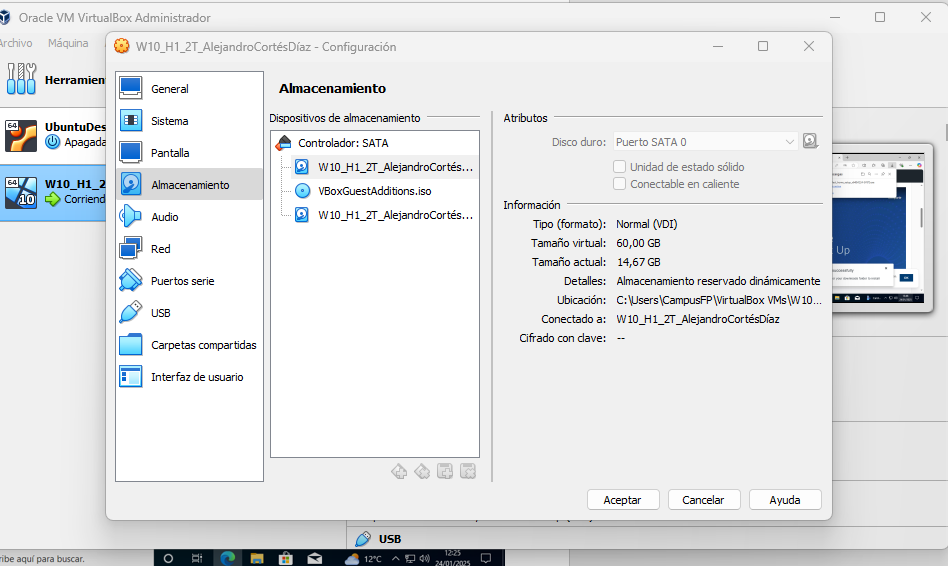 Oracle VM VirtualBox Administrador
Archivo Máquina
W10_H1_2T_AlejandroCortésDíaz - Configuración
Herramien
64
UbuntuDes
Apagada
64
10
W10_H1_2
Corriend
General
Sistema
Pantalla
Almacenamiento
Audio
Red
Puertos serie
USB
Carpetas compartidas
Interfaz de usuario
Almacenamiento
Dispositivos de almacenamiento
Controlador: SATA
W10_H1_2T_AlejandroCortés...
VBoxGuestAdditions.iso
W10_H1_2T_AlejandroCortés...
Atributos
Disco duro: Puerto SATA 0
Unidad de estado sólido
Conectable en caliente
Información
Tipo (formato): Normal (VDI)
Tamaño virtual: 60,00 GB
Tamaño actual: 14,67 GB
Detalles: Almacenamiento reservado dinámicamente
Ubicación: C:\Users\CampusFP\VirtualBox VMs\W10...
Conectado a: W10_H1_2T_AlejandroCortésDíaz
Cifrado con clave: --
Aceptar
Cancelar
Ayuda
Up
USB
ribe aquí para buscar.
12°C
12:25
24/01/2025